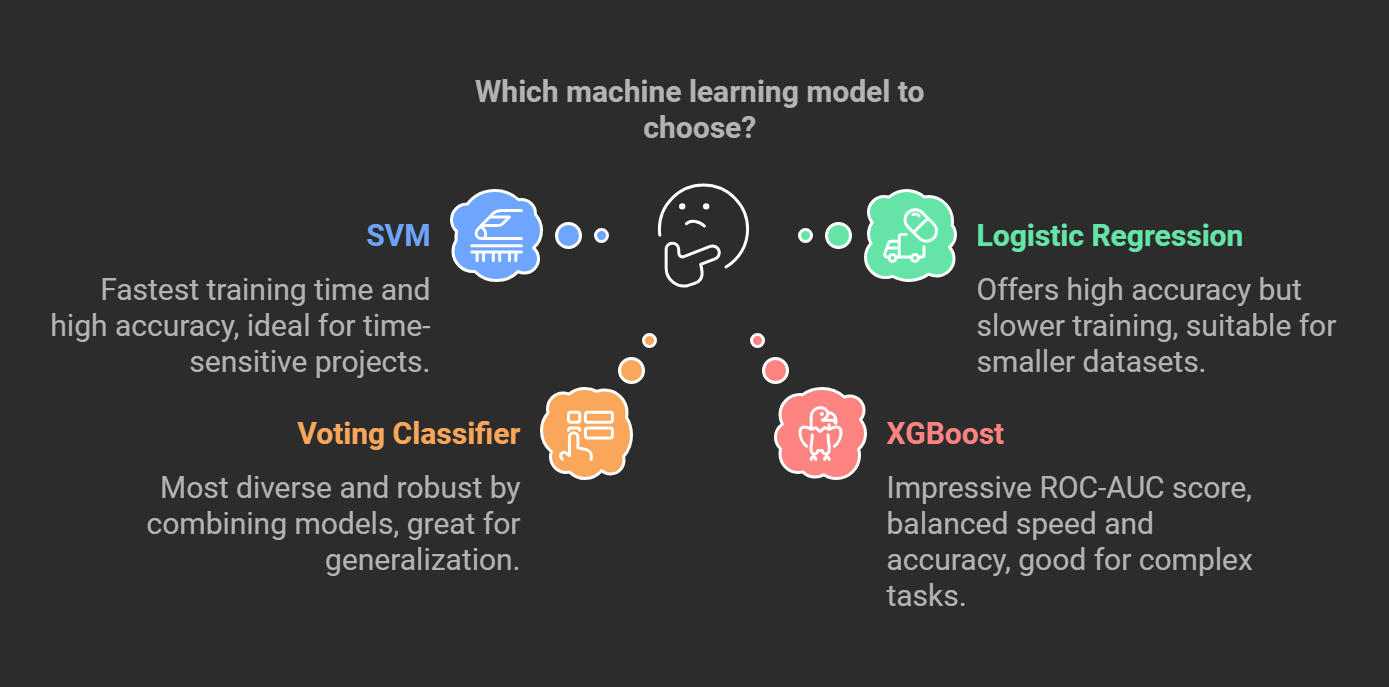 Which machine learning model to
choose?
SVM
Fastest training time and
high accuracy, ideal for time-
sensitive projects.
Logistic Regression
Offers high accuracy but
slower training, suitable for
smaller datasets.
Voting Classifier
Most diverse and robust by
combining models, great for
generalization.
XGBoost
Impressive ROC-AUC score,
balanced speed and
accuracy, good for complex
tasks.